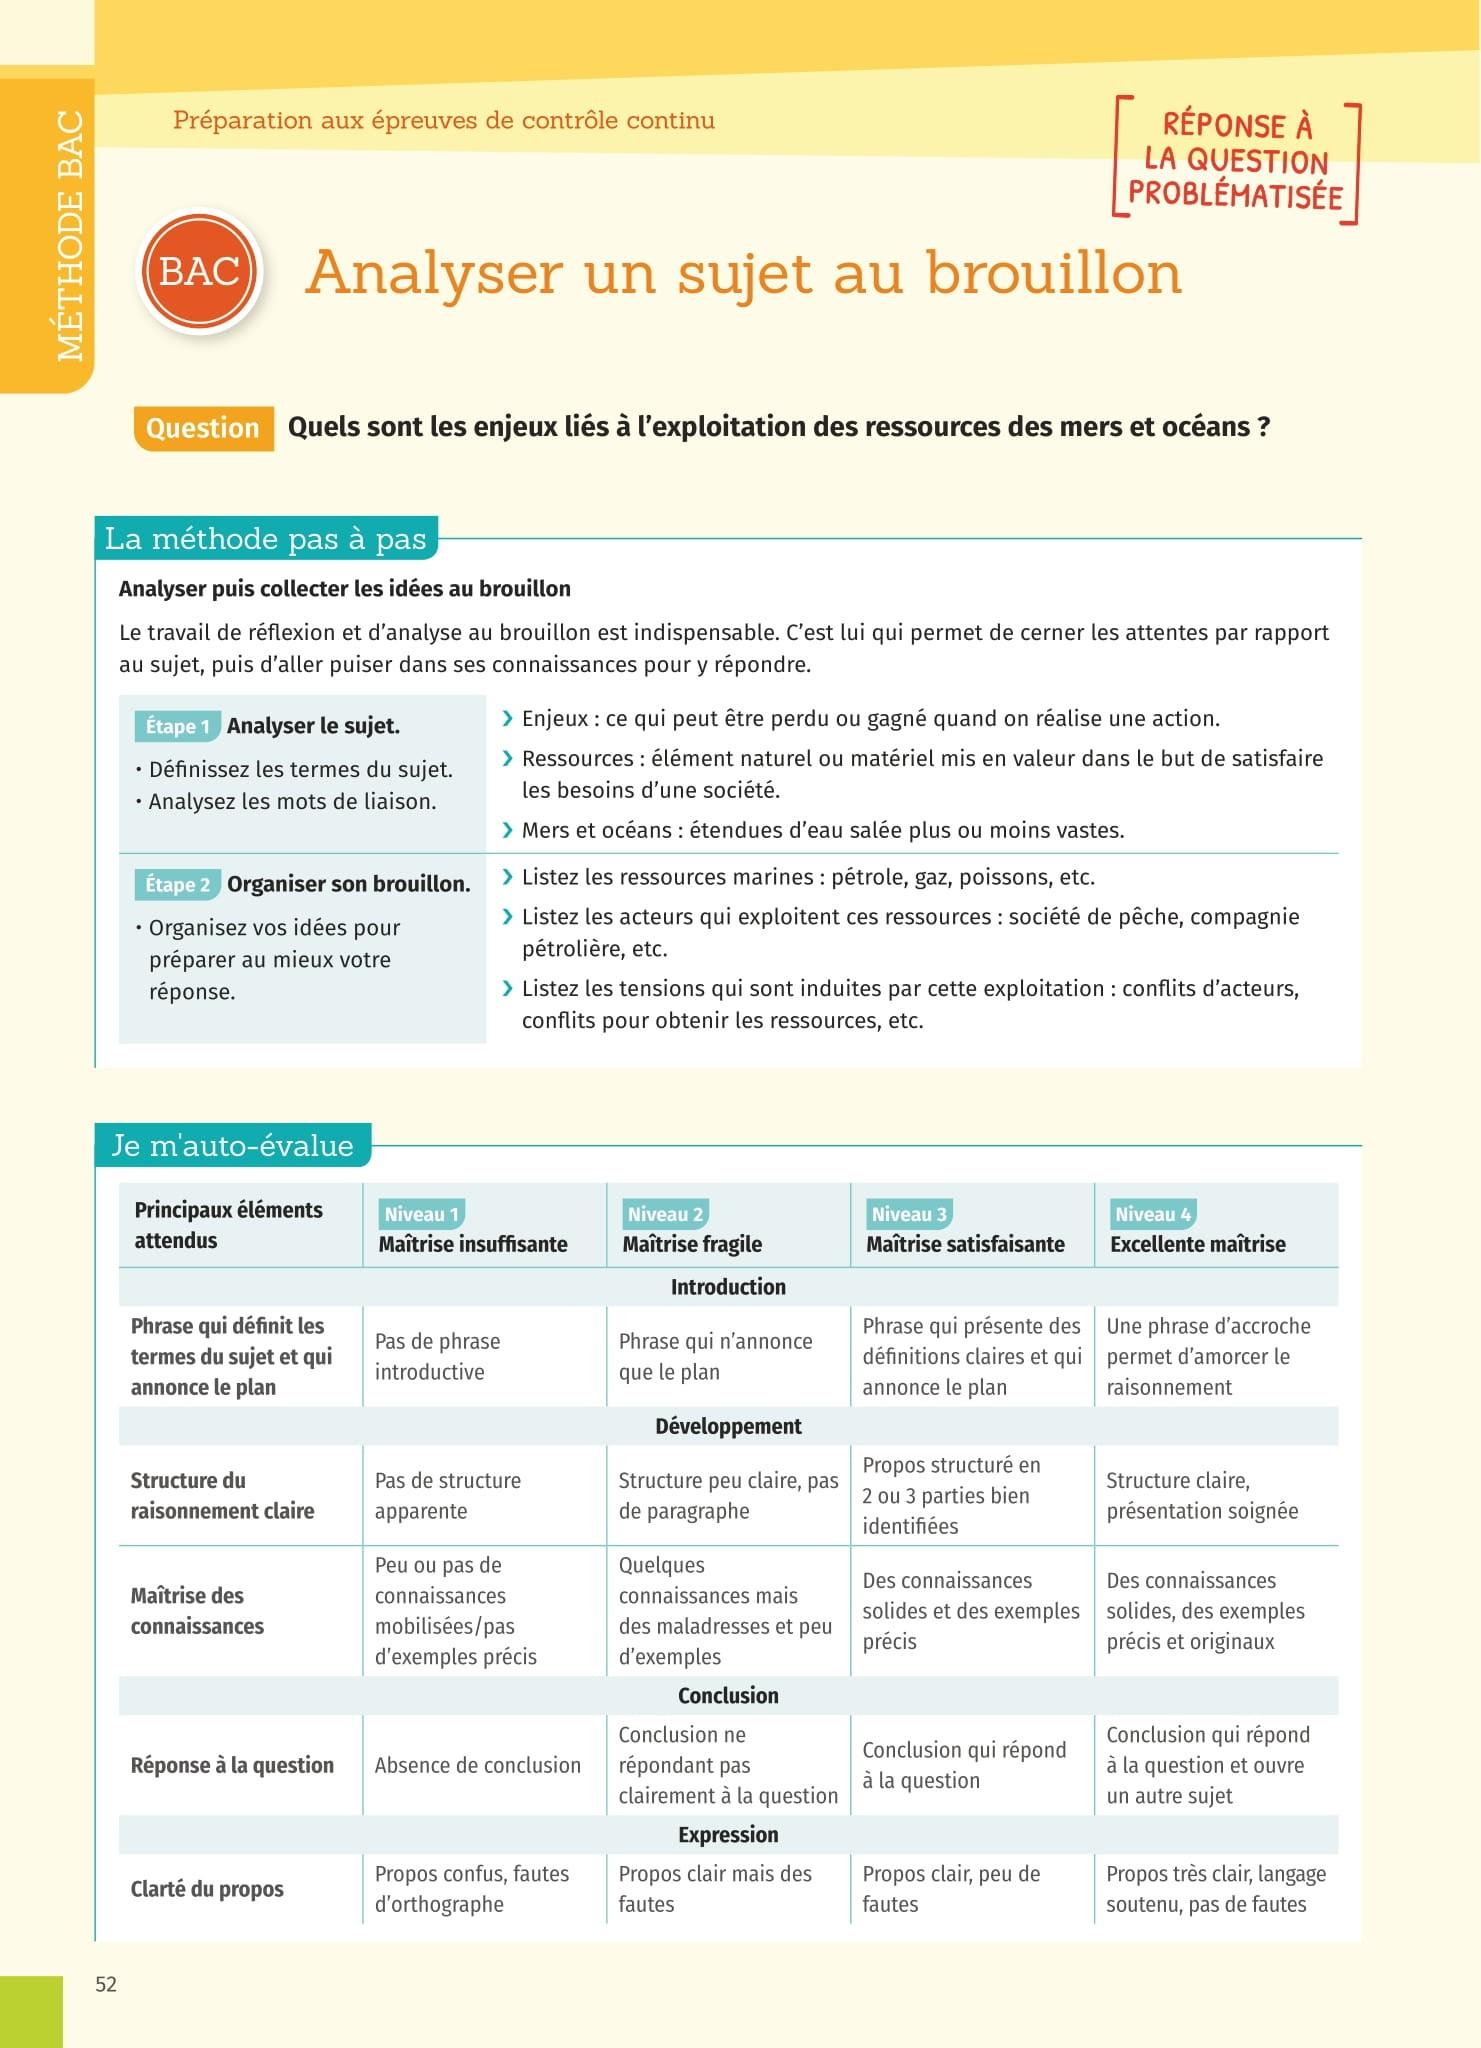 MÉTHODE BAC
Préparation aux épreuves de contrôle continu
RÉPONSE À
LA QUESTION
PROBLÉMATISÉE
BAC
Analyser un sujet au brouillon
Question Quels sont les enjeux liés à l’exploitation des ressources des mers et océans ?
La méthode pas à pas
Analyser puis collecter les idées au brouillon
Le travail de réflexion et d’analyse au brouillon est indispensable. C’est lui qui permet de cerner les attentes par rapport
au sujet, puis d’aller puiser dans ses connaissances pour y répondre.
Étape 1 Analyser le sujet.
• Définissez les termes du sujet.
• Analysez les mots de liaison.
❯ Enjeux : ce qui peut être perdu ou gagné quand on réalise une action.
❯ Ressources : élément naturel ou matériel mis en valeur dans le but de satisfaire
les besoins d’une société.
❯ Mers et océans : étendues d’eau salée plus ou moins vastes.
Étape 2 Organiser son brouillon.
• Organisez vos idées pour
préparer au mieux votre
réponse.
❯ Listez les ressources marines : pétrole, gaz, poissons, etc.
❯ Listez les acteurs qui exploitent ces ressources : société de pêche, compagnie
pétrolière, etc.
❯ Listez les tensions qui sont induites par cette exploitation : conflits d’acteurs,
conflits pour obtenir les ressources, etc.
Je m'auto-évalue
Principaux éléments
attendus
Niveau 1
Maîtrise insuffisante
Niveau 2
Maîtrise fragile
Niveau 3
Maîtrise satisfaisante
Niveau 4
Excellente maîtrise
Introduction
Phrase qui définit les
termes du sujet et qui
annonce le plan
Pas de phrase
introductive
Phrase qui n’annonce
que le plan
Phrase qui présente des
définitions claires et qui
annonce le plan
Une phrase d’accroche
permet d’amorcer le
raisonnement
Développement
Structure du
raisonnement claire
Pas de structure
apparente
Structure peu claire, pas
de paragraphe
Propos structuré en
2 ou 3 parties bien
identifiées
Structure claire,
présentation soignée
Maîtrise des
connaissances
Peu ou pas de
connaissances
mobilisées/pas
d’exemples précis
Quelques
connaissances mais
des maladresses et peu
d’exemples
Des connaissances
solides et des exemples
précis
Des connaissances
solides, des exemples
précis et originaux
Conclusion
Réponse à la question
Absence de conclusion
Conclusion ne
répondant pas
clairement à la question
Conclusion qui répond
à la question
Conclusion qui répond
à la question et ouvre
un autre sujet
Expression
Clarté du propos
Propos confus, fautes
d’orthographe
Propos clair mais des
fautes
Propos clair, peu de
fautes
Propos très clair, langage
soutenu, pas de fautes
52